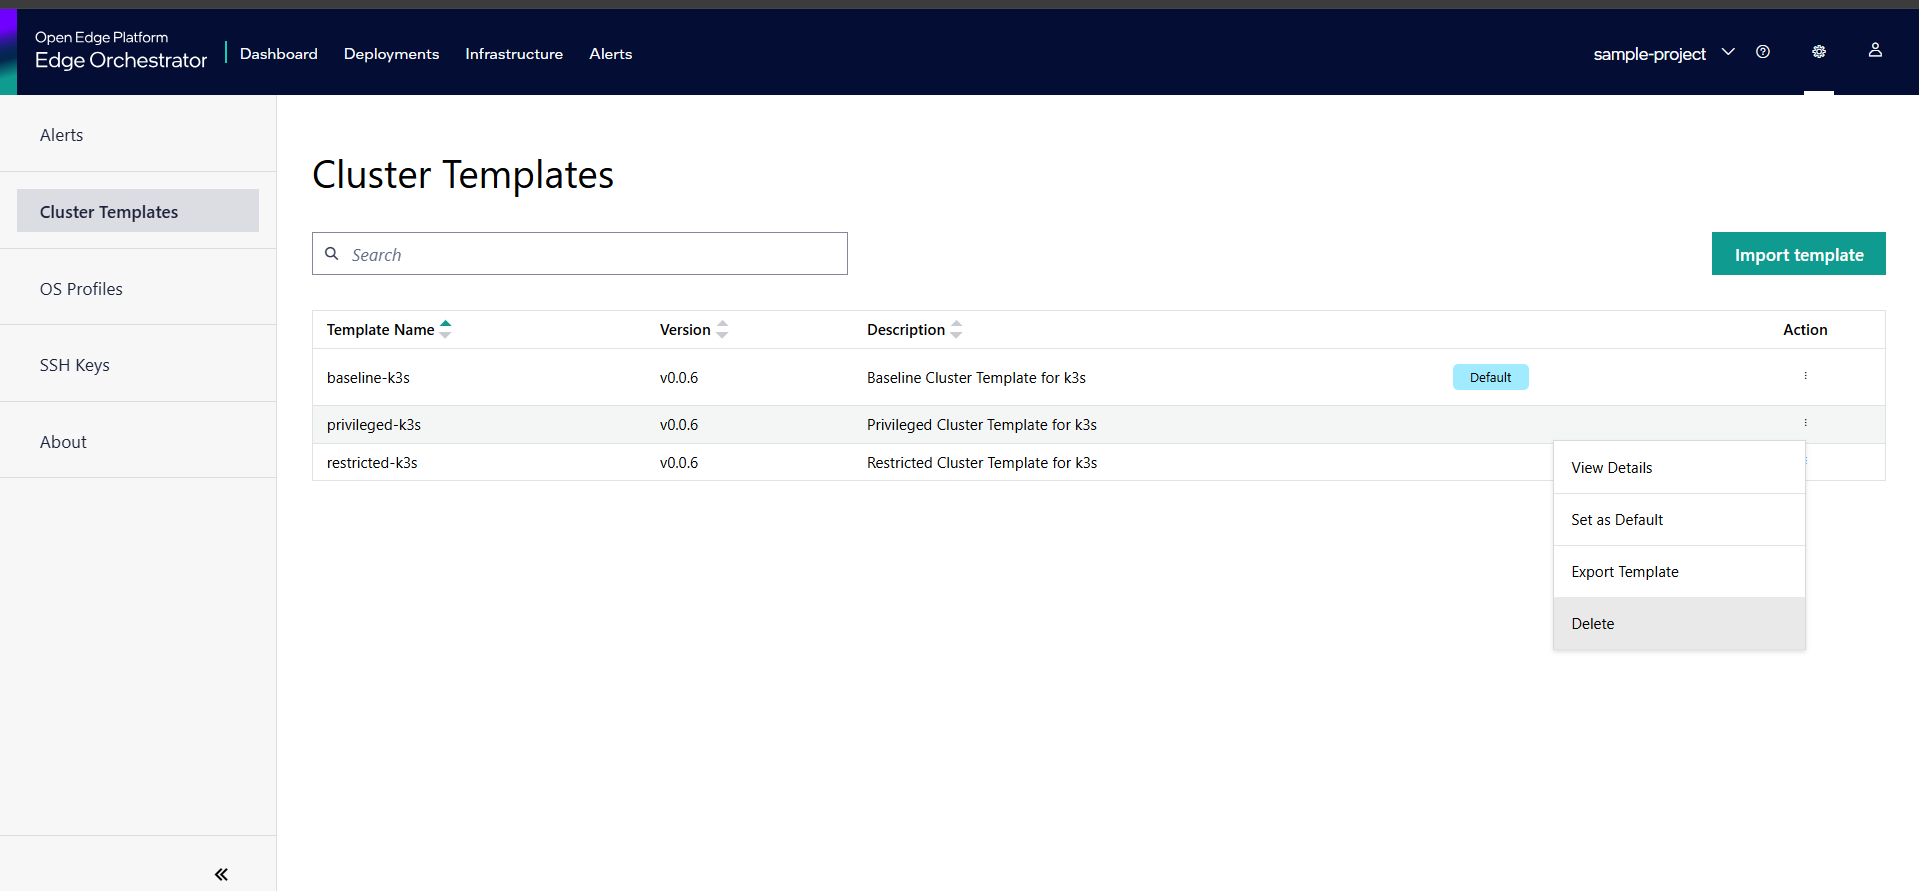 Open Edge Platform
Edge Orchestrator
Dashboard Deployments Infrastructure Alerts
sample-project
Alerts
Cluster Templates
OS Profiles
SSH Keys
About
Cluster Templates
Search
Import template
Template Name Version Description Action
baseline-k3s v0.0.6 Baseline Cluster Template for k3s Default
privileged-k3s v0.0.6 Privileged Cluster Template for k3s
restricted-k3s v0.0.6 Restricted Cluster Template for k3s
View Details
Set as Default
Export Template
Delete